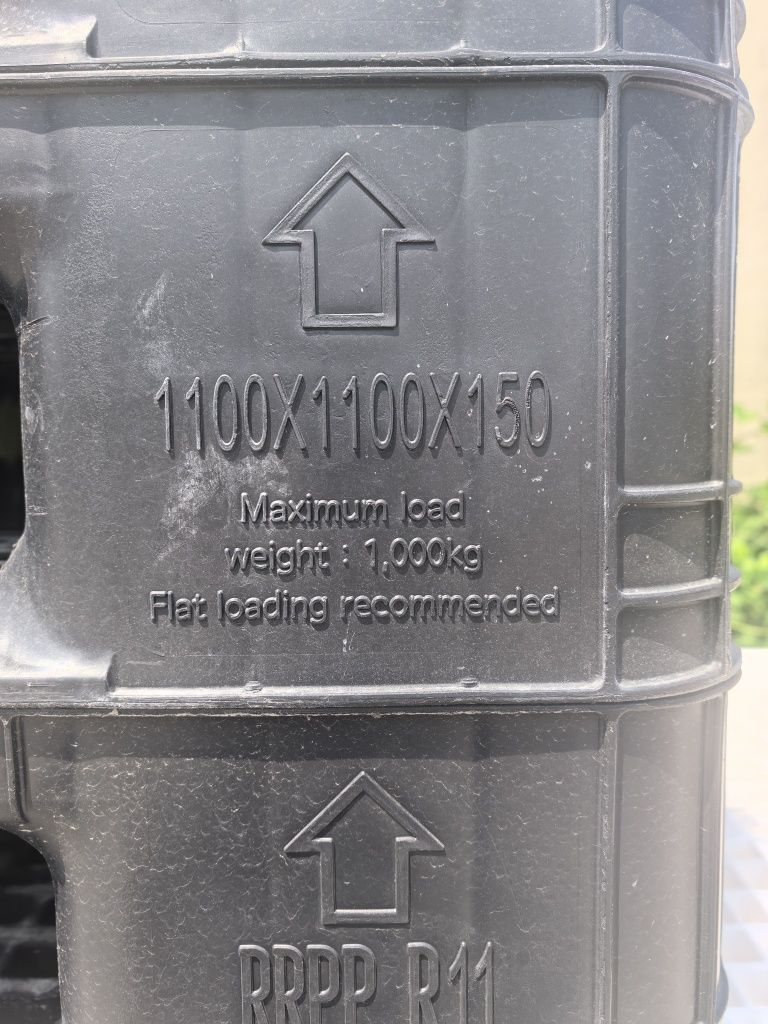 1100X1100X150
Maximum load
weight : 1,000kg
Flat loading recommended
RRPP R11